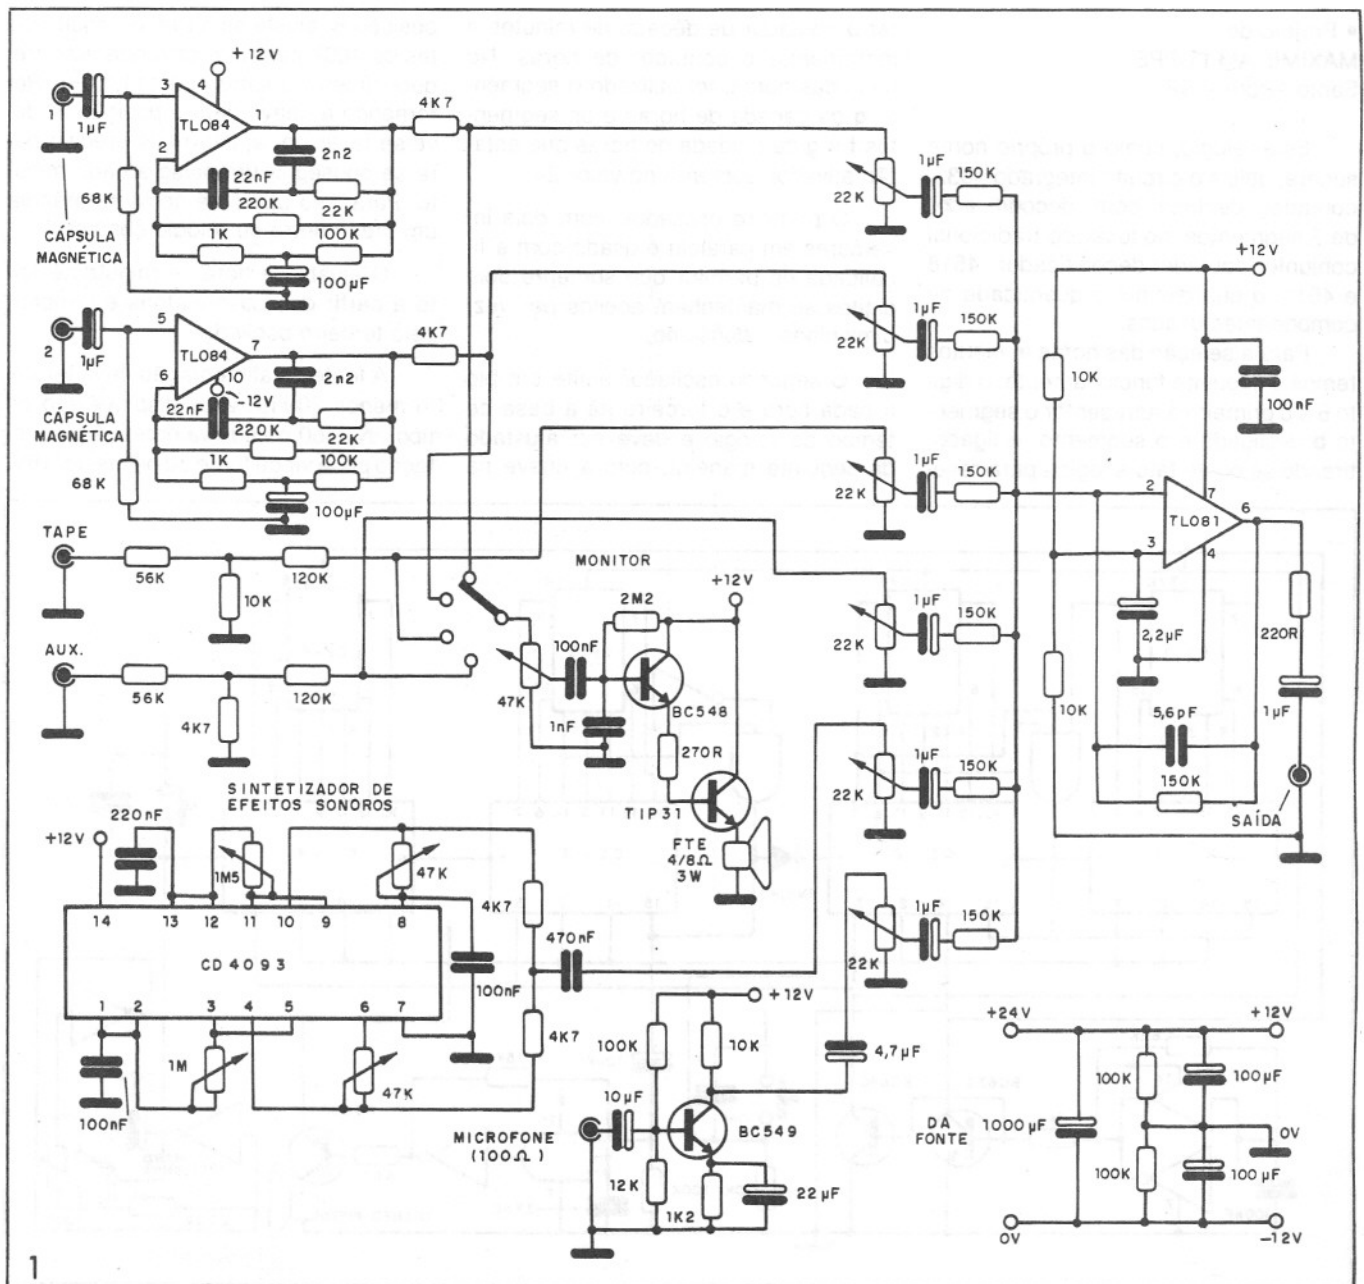 +12V
1
1µF
3
4
TL084
1
2
2n2
22nF
220K
22K
68K
1K
100K
100µF
CÁPSULA
MAGNÉTICA
4K7
2
1µF
5
TL084
7
6
10
-12V
2n2
22nF
220K
22K
1K
100K
68K
100µF
CÁPSULA
MAGNÉTICA
4K7
22K
1µF
150K
22K
1µF
150K
22K
1µF
150K
22K
1µF
150K
22K
1µF
150K
22K
1µF
150K
+12V
10K
100nF
2
7
TL081
6
3
4
2,2µF
10K
220R
5,6pF
1µF
150K
SAÍDA
TAPE
56K
120K
10K
AUX.
56K
120K
4K7
MONITOR
+12V
2M2
100nF
47K
BC548
1nF
270R
TIP31
FTE
4/8Ω
3W
SINTETIZADOR DE
EFEITOS SONOROS
220nF
+12V
1M5
47K
14
13
12
11
10
9
8
CD 4093
1
2
3
5
4
6
7
100nF
100nF
1M
47K
4K7
470nF
4K7
+12V
100K
10K
4,7µF
10µF
BC549
MICROFONE
(100Ω)
12K
1K2
22µF
+24V
+12V
100K
100µF
DA
FONTE
1000µF
0V
100K
100µF
0V
-12V
1